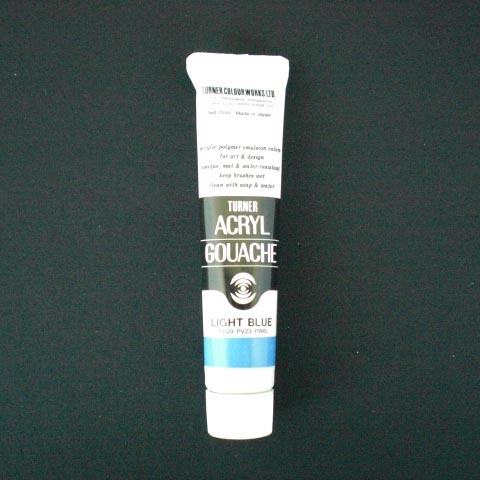 TURNER COLOUR WORKS LTD.
Made in Japan
acrylic polymer emulsion colors
for art & design
opaque, mat & water-resistant
keep brushes wet
clean with soap & water
TURNER
ACRYL
GOUACHE
LIGHT BLUE